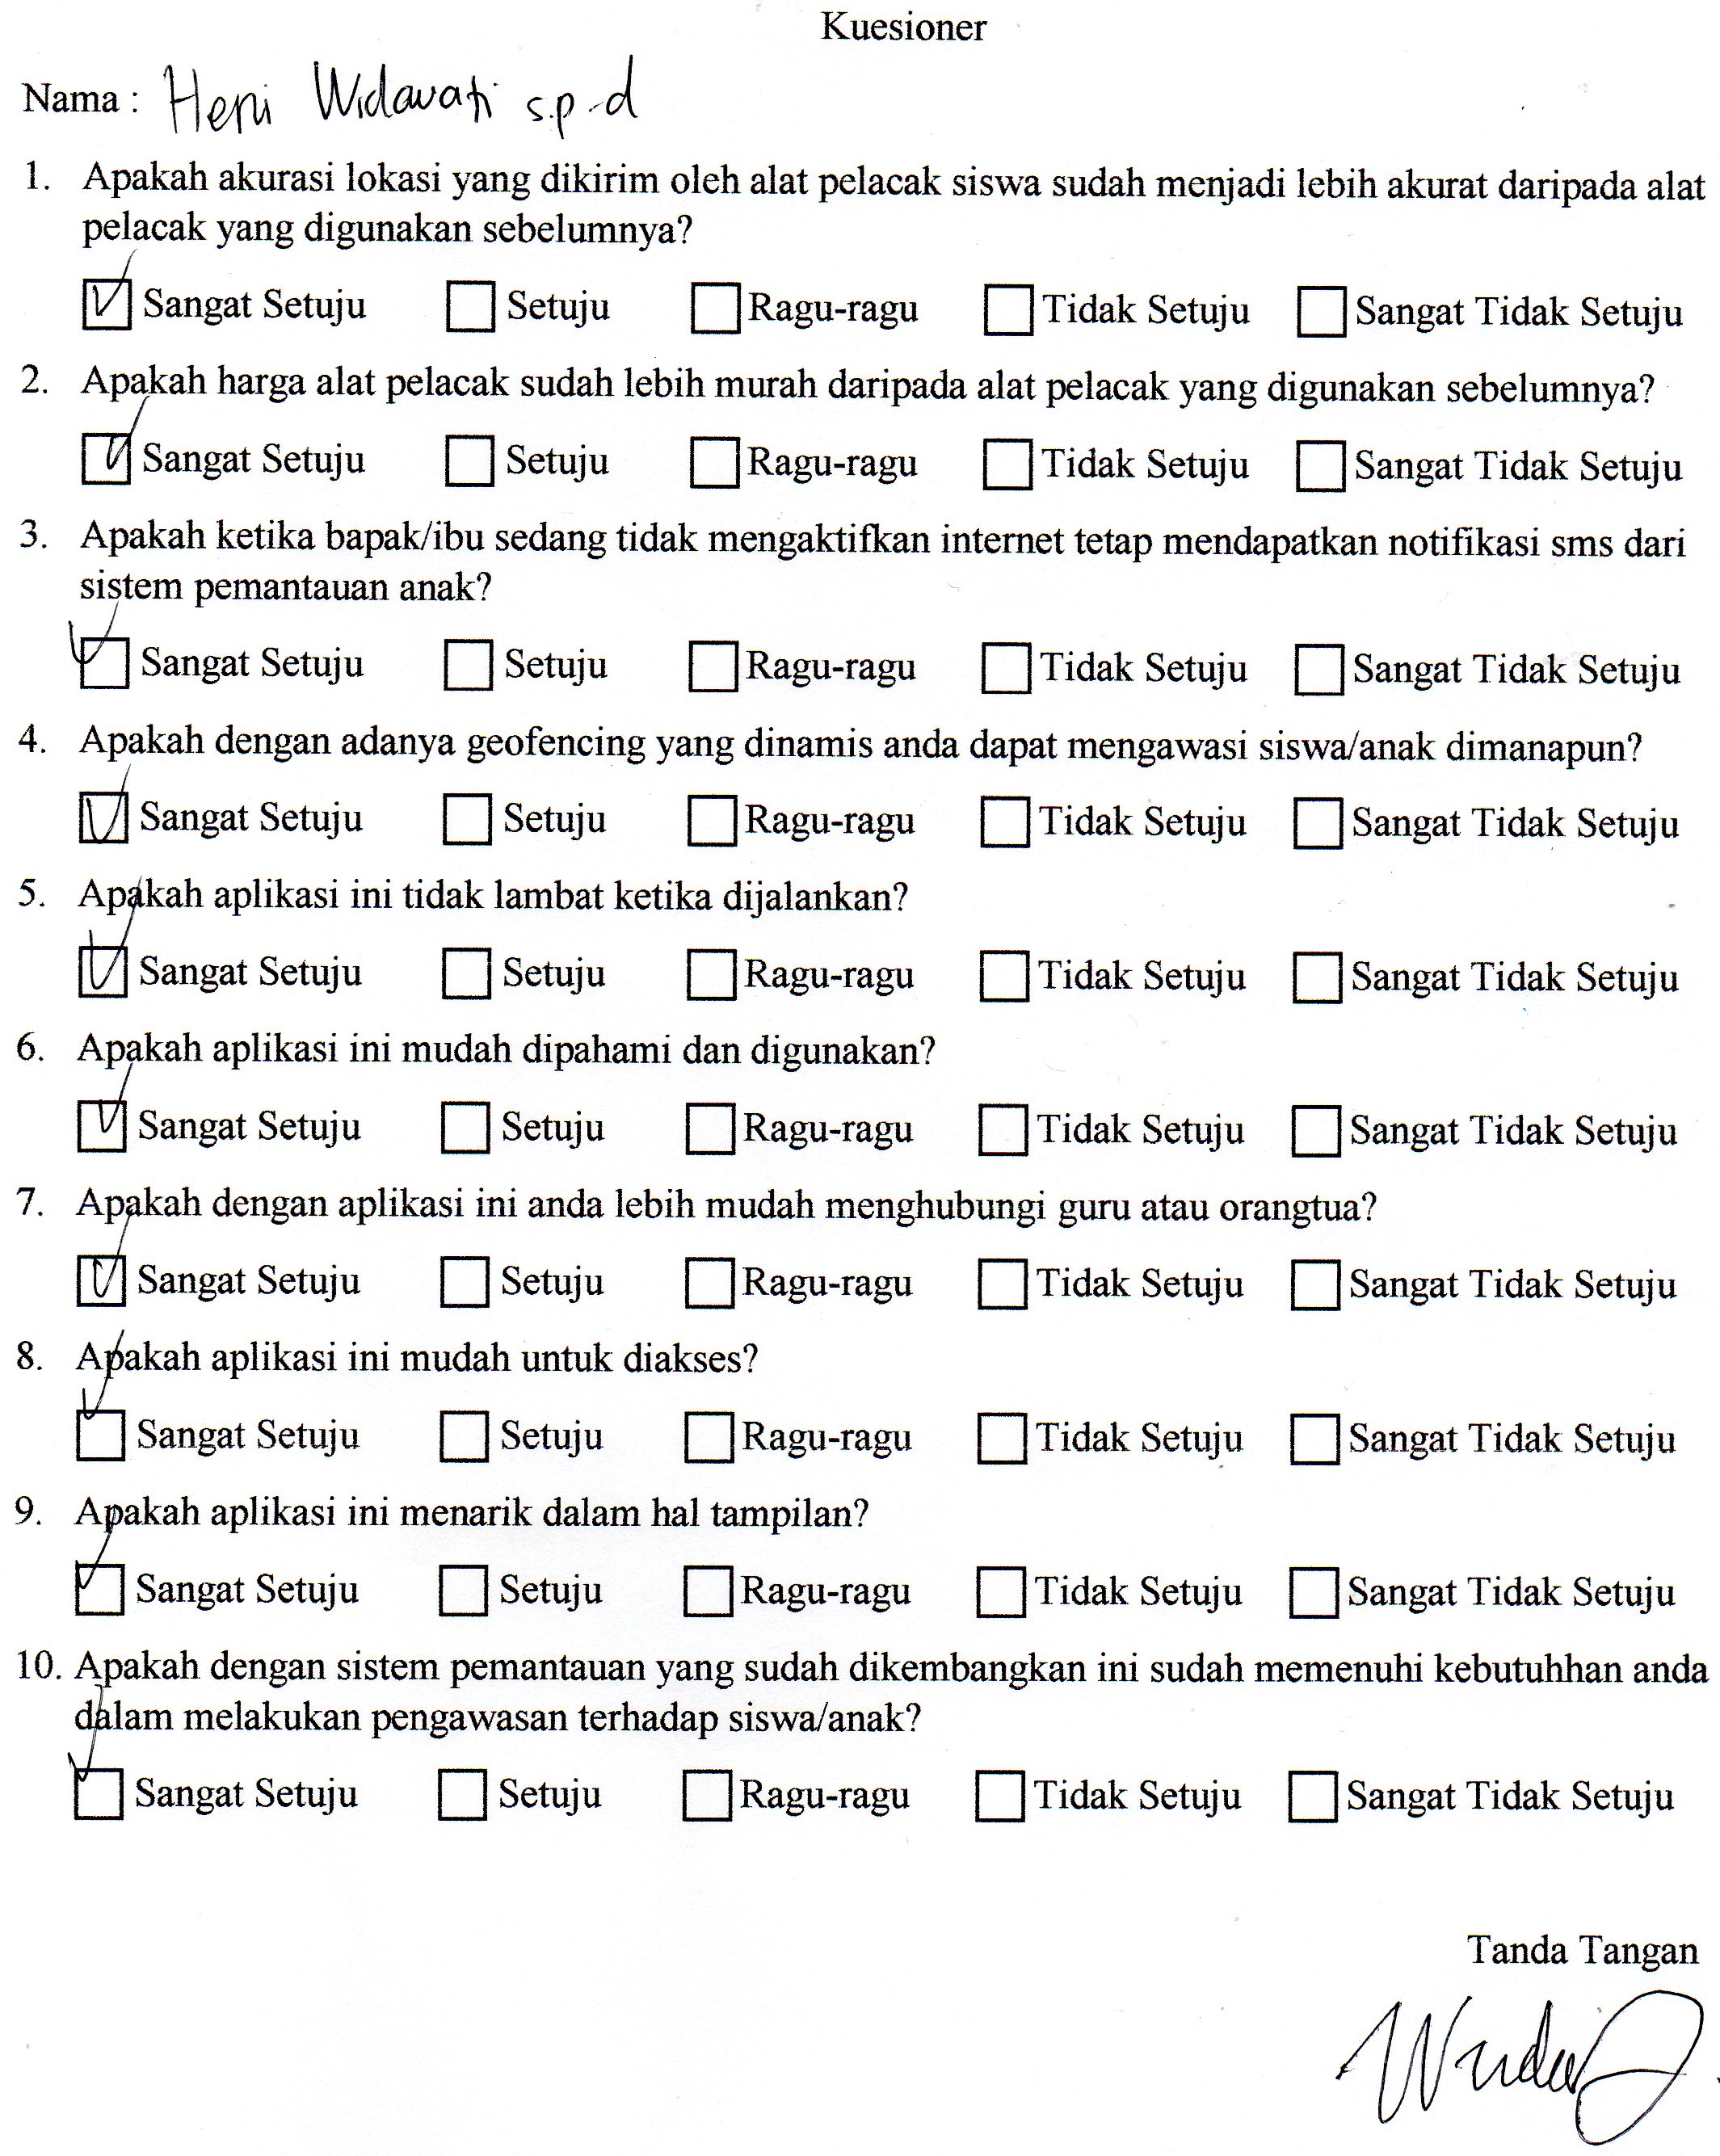 Kuesioner
Nama : Heni Widavati s.p.d
1. Apakah akurasi lokasi yang dikirim oleh alat pelacak siswa sudah menjadi lebih akurat daripada alat
pelacak yang digunakan sebelumnya?
Sangat Setuju Setuju Ragu-ragu Tidak Setuju Sangat Tidak Setuju
2. Apakah harga alat pelacak sudah lebih murah daripada alat pelacak yang digunakan sebelumnya?
Sangat Setuju Setuju Ragu-ragu Tidak Setuju Sangat Tidak Setuju
3. Apakah ketika bapak/ibu sedang tidak mengaktifkan internet tetap mendapatkan notifikasi sms dari
sistem pemantauan anak?
Sangat Setuju Setuju Ragu-ragu Tidak Setuju Sangat Tidak Setuju
4. Apakah dengan adanya geofencing yang dinamis anda dapat mengawasi siswa/anak dimanapun?
Sangat Setuju Setuju Ragu-ragu Tidak Setuju Sangat Tidak Setuju
5. Apakah aplikasi ini tidak lambat ketika dijalankan?
Sangat Setuju Setuju Ragu-ragu Tidak Setuju Sangat Tidak Setuju
6. Apakah aplikasi ini mudah dipahami dan digunakan?
Sangat Setuju Setuju Ragu-ragu Tidak Setuju Sangat Tidak Setuju
7. Apakah dengan aplikasi ini anda lebih mudah menghubungi guru atau orangtua?
Sangat Setuju Setuju Ragu-ragu Tidak Setuju Sangat Tidak Setuju
8. Apakah aplikasi ini mudah untuk diakses?
Sangat Setuju Setuju Ragu-ragu Tidak Setuju Sangat Tidak Setuju
9. Apakah aplikasi ini menarik dalam hal tampilan?
Sangat Setuju Setuju Ragu-ragu Tidak Setuju Sangat Tidak Setuju
10. Apakah dengan sistem pemantauan yang sudah dikembangkan ini sudah memenuhi kebutuhhan anda
dalam melakukan pengawasan terhadap siswa/anak?
Sangat Setuju Setuju Ragu-ragu Tidak Setuju Sangat Tidak Setuju
Tanda Tangan